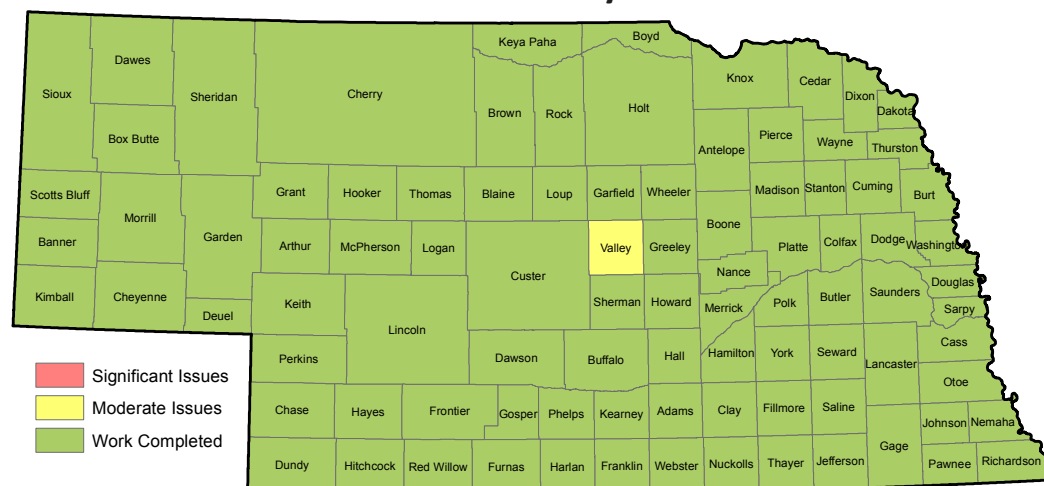 Boyd
Keya Paha
Dawes
Knox
Cedar
Sioux
Sheridan
Cherry
Dixon
Holt
Dakota
Brown
Rock
Box Butte
Pierce
Wayne
Antelope
Thurston
Scotts Bluff
Grant
Hooker
Thomas
Blaine
Loup
Garfield
Wheeler
Madison
Stanton
Cuming
Burt
Morrill
Boone
Banner
Garden
Arthur
McPherson
Logan
Valley
Greeley
Platte
Colfax
Dodge
Washington
Custer
Nance
Douglas
Kimball
Cheyenne
Keith
Sherman
Howard
Merrick
Polk
Butler
Saunders
Sarpy
Deuel
Lincoln
Cass
Perkins
Dawson
Buffalo
Hall
Hamilton
York
Seward
Lancaster
Otoe
Significant Issues
Moderate Issues
Work Completed
Chase
Hayes
Frontier
Gosper
Phelps
Kearney
Adams
Clay
Fillmore
Saline
Johnson
Nemaha
Gage
Dundy
Hitchcock
Red Willow
Furnas
Harlan
Franklin
Webster
Nuckolls
Thayer
Jefferson
Pawnee
Richardson